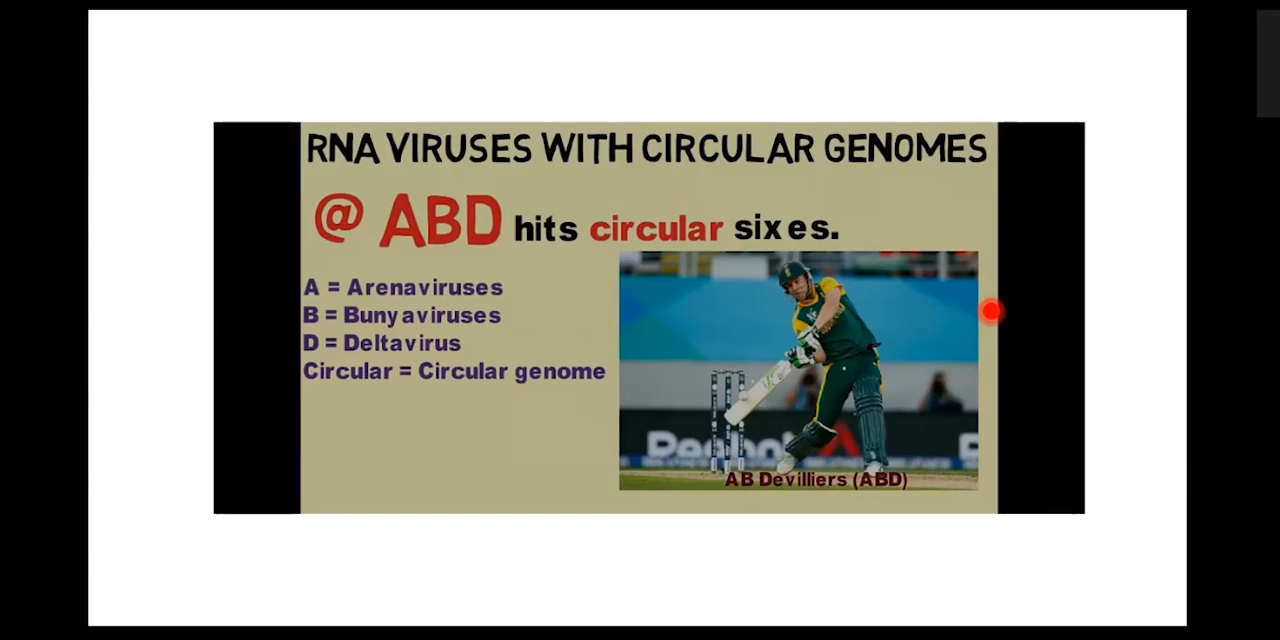 RNA VIRUSES WITH CIRCULAR GENOMES
@ ABD hits circular sixes.
A = Arenaviruses
B = Bunyaviruses
D = Deltavirus
Circular = Circular genome
AB Devilliers (ABD)